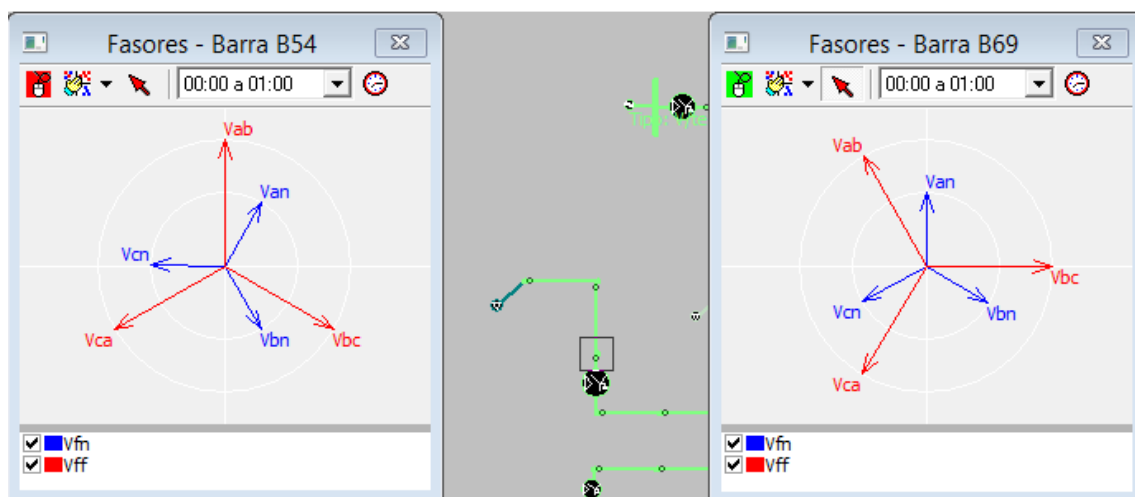 Fasores - Barra B54
00:00 a 01:00
Vab
Van
Vcn
Vca
Vbn
Vbc
Vfn
Vff
Fasores - Barra B69
00:00 a 01:00
Vab
Van
Vbc
Vcn
Vbn
Vca
Vfn
Vff